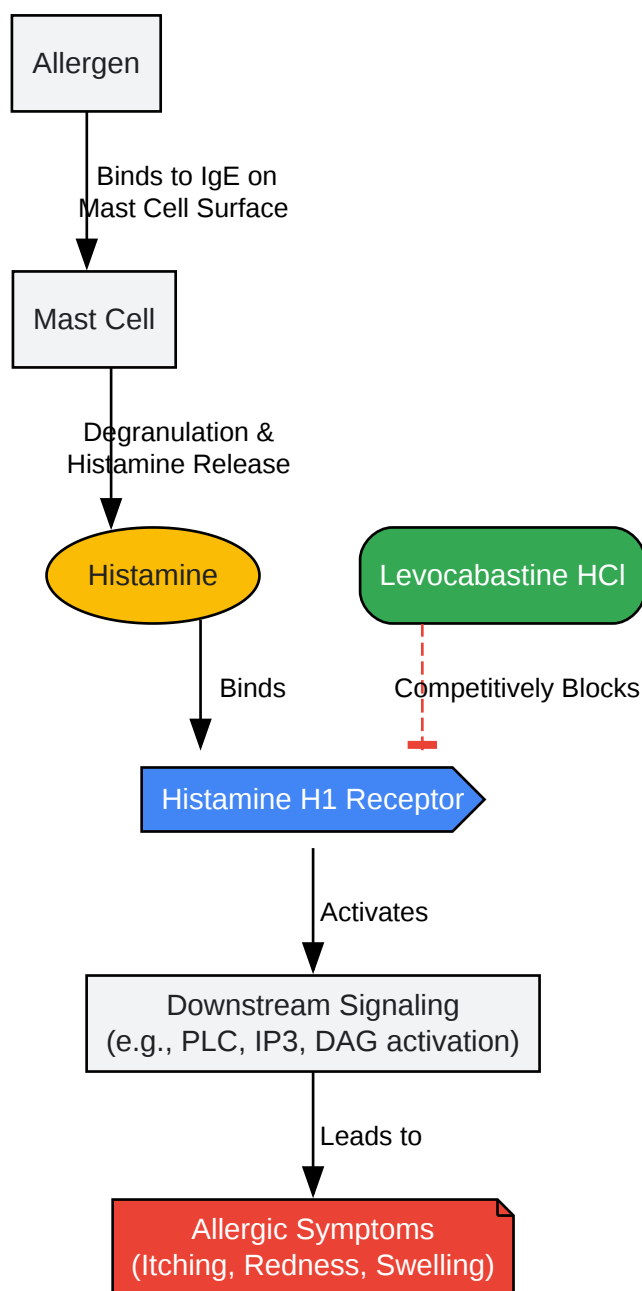 Allergen
Binds to IgE on
Mast Cell Surface
Mast Cell
Degranulation &
Histamine Release
Histamine
Levocabastine HCl
Binds
Competitively Blocks
Histamine H1 Receptor
Activates
Downstream Signaling
(e.g., PLC, IP3, DAG activation)
Leads to
Allergic Symptoms
(Itching, Redness, Swelling)